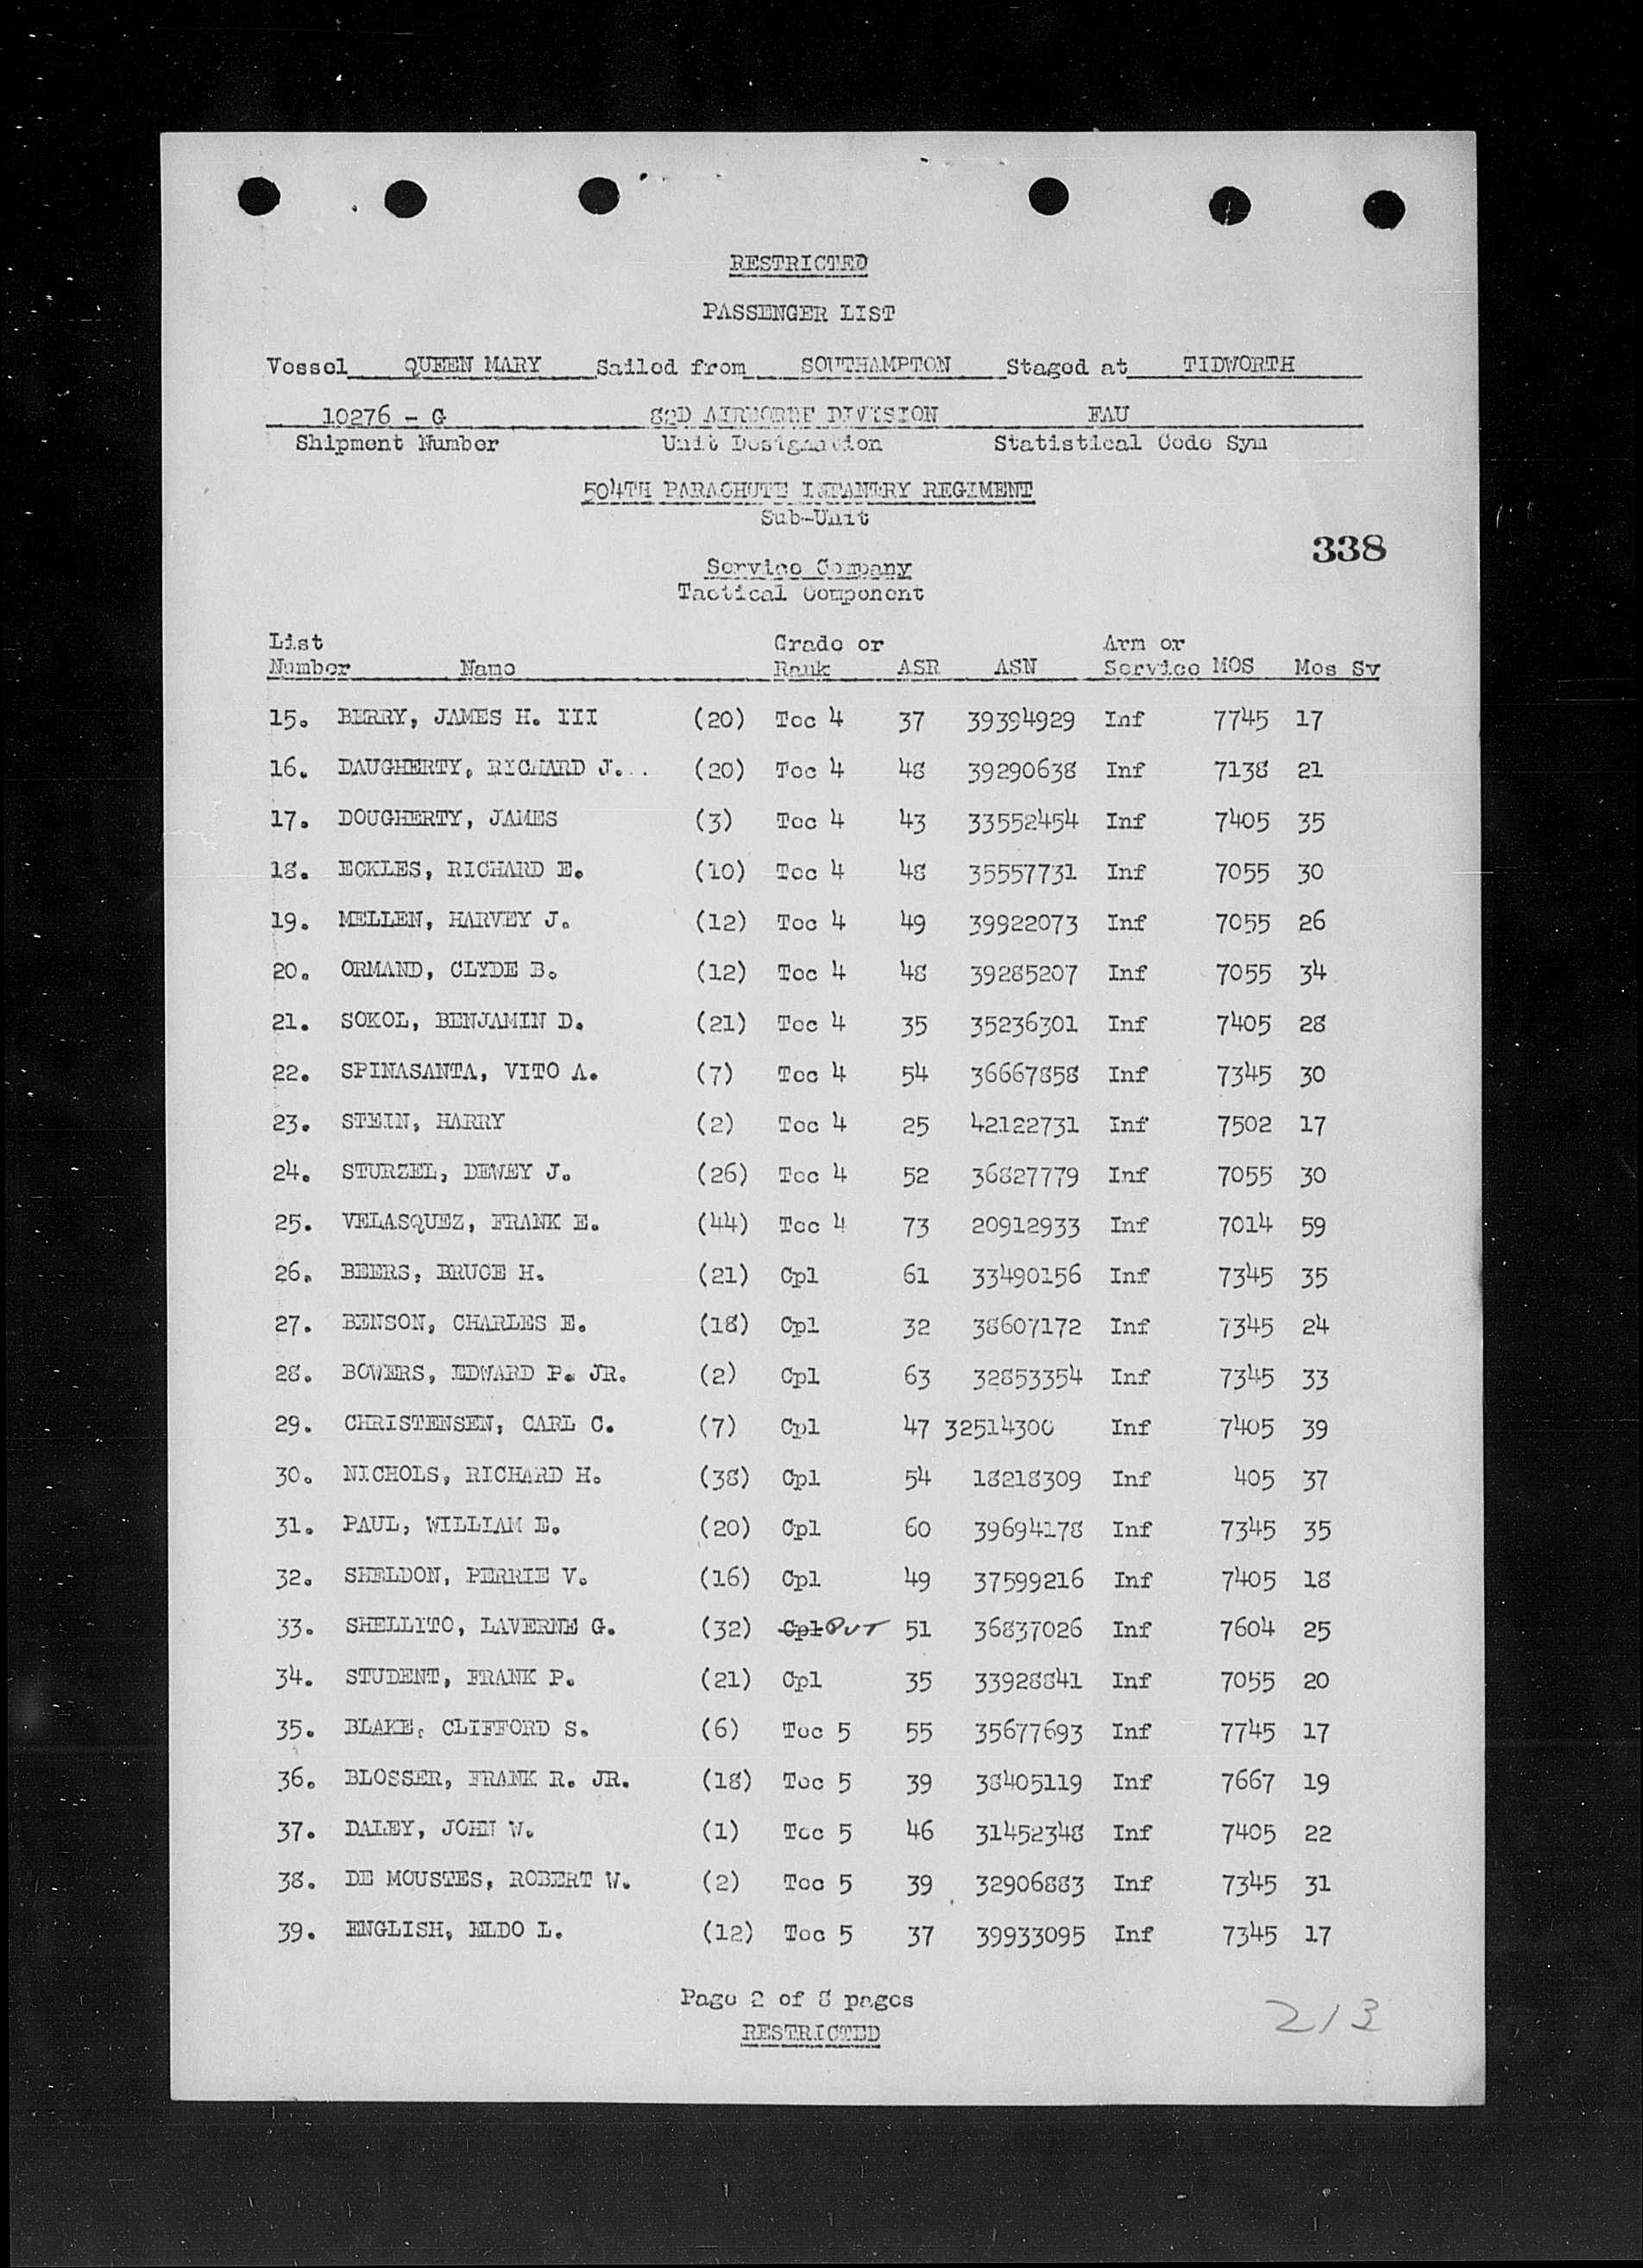 RESTRICTED
PASSENGER LIST
Vessel QUEEN MARY Sailed from SOUTHAMPTON Staged at TIDWORTH
10276 - G 82D AIRBORNE DIVISION FAU
Shipment Number Unit Designation Statistical Code Sym
504TH PARACHUTE INFANTRY REGIMENT
Sub-Unit
338
Service Company
Tactical Component
List Grade or Arm or
Number Name Rank ASR ASN Service MOS Mos Sv
15. BERRY, JAMES H. III (20) Tec 4 37 39394929 Inf 7745 17
16. DAUGHERTY, RICHARD J. (20) Tec 4 48 39290638 Inf 7138 21
17. DOUGHERTY, JAMES (3) Tec 4 43 33552454 Inf 7405 35
18. ECKLES, RICHARD E. (10) Tec 4 48 35557731 Inf 7055 30
19. MELLEN, HARVEY J. (12) Tec 4 49 39922073 Inf 7055 26
20. ORMAND, CLYDE B. (12) Tec 4 48 39285207 Inf 7055 34
21. SOKOL, BENJAMIN D. (21) Tec 4 35 35236301 Inf 7405 28
22. SPINASANTA, VITO A. (7) Tec 4 54 36667858 Inf 7345 30
23. STEIN, HARRY (2) Tec 4 25 42122731 Inf 7502 17
24. STURZEL, DEWEY J. (26) Tec 4 52 36827779 Inf 7055 30
25. VELASQUEZ, FRANK E. (44) Tec 4 73 20912933 Inf 7014 59
26. BEERS, BRUCE H. (21) Cpl 61 33490156 Inf 7345 35
27. BENSON, CHARLES E. (18) Cpl 32 38607172 Inf 7345 24
28. BOWERS, EDWARD P. JR. (2) Cpl 63 32853354 Inf 7345 33
29. CHRISTENSEN, CARL C. (7) Cpl 47 32514300 Inf 7405 39
30. NICHOLS, RICHARD H. (38) Cpl 54 18218309 Inf 405 37
31. PAUL, WILLIAM E. (20) Cpl 60 39694178 Inf 7345 35
32. SHELDON, PERRIE V. (16) Cpl 49 37599216 Inf 7405 18
33. SHELLITO, LAVERNE G. (32) Cpl PVT 51 36837026 Inf 7604 25
34. STUDENT, FRANK P. (21) Cpl 35 33928841 Inf 7055 20
35. BLAKE, CLIFFORD S. (6) Tec 5 55 35677693 Inf 7745 17
36. BLOSSER, FRANK R. JR. (18) Tec 5 39 38405119 Inf 7667 19
37. DALEY, JOHN W. (1) Tec 5 46 31452348 Inf 7405 22
38. DE MOUSTES, ROBERT W. (2) Tec 5 39 32906883 Inf 7345 31
39. ENGLISH, ELDO L. (12) Tec 5 37 39933095 Inf 7345 17
Page 2 of 8 pages
RESTRICTED
213